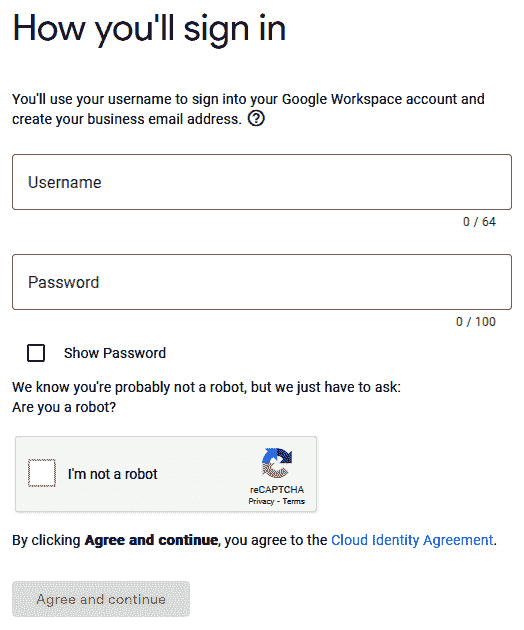 How you'll sign in
You'll use your username to sign into your Google Workspace account and
create your business email address. ?
Username
0 / 64
Password
0 / 100
Show Password
We know you're probably not a robot, but we just have to ask:
Are you a robot?
I'm not a robot
reCAPTCHA
Privacy - Terms
By clicking Agree and continue, you agree to the Cloud Identity Agreement.
Agree and continue